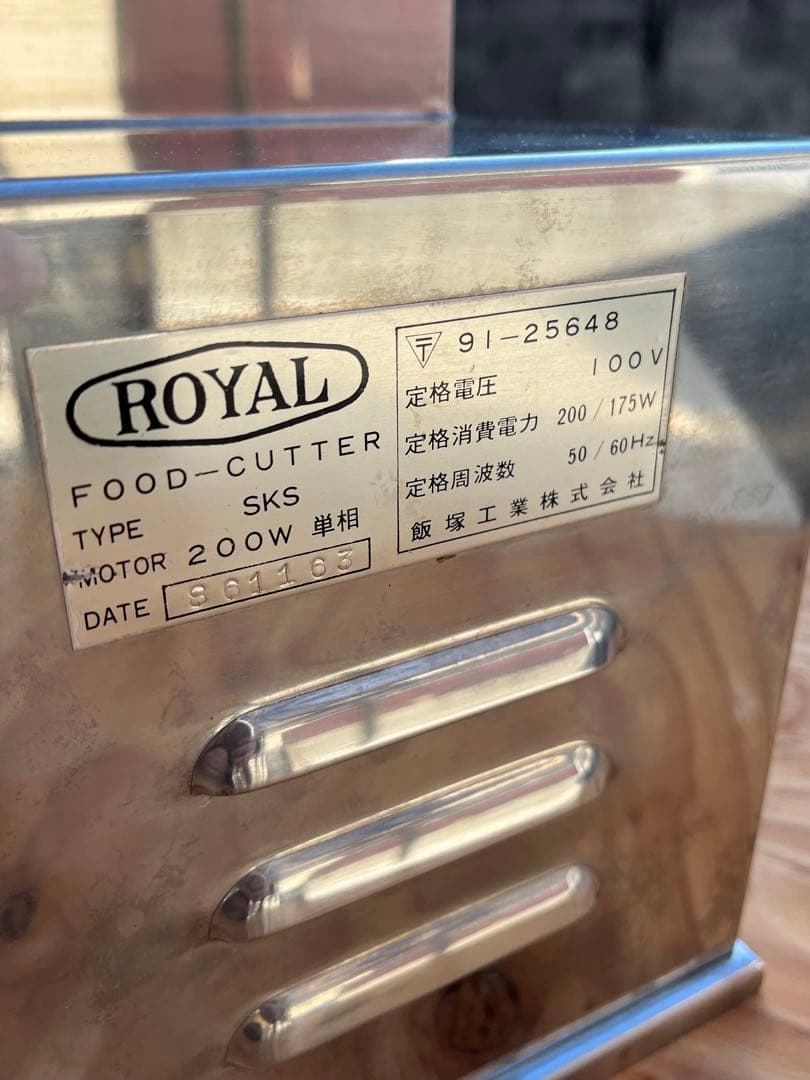 ROYAL
FOOD-CUTTER
TYPE SKS
MOTOR 200W 単相
DATE 861163
〒 91-25648
定格電圧 100V
定格消費電力 200/175W
定格周波数 50/60Hz
飯塚工業株式会社